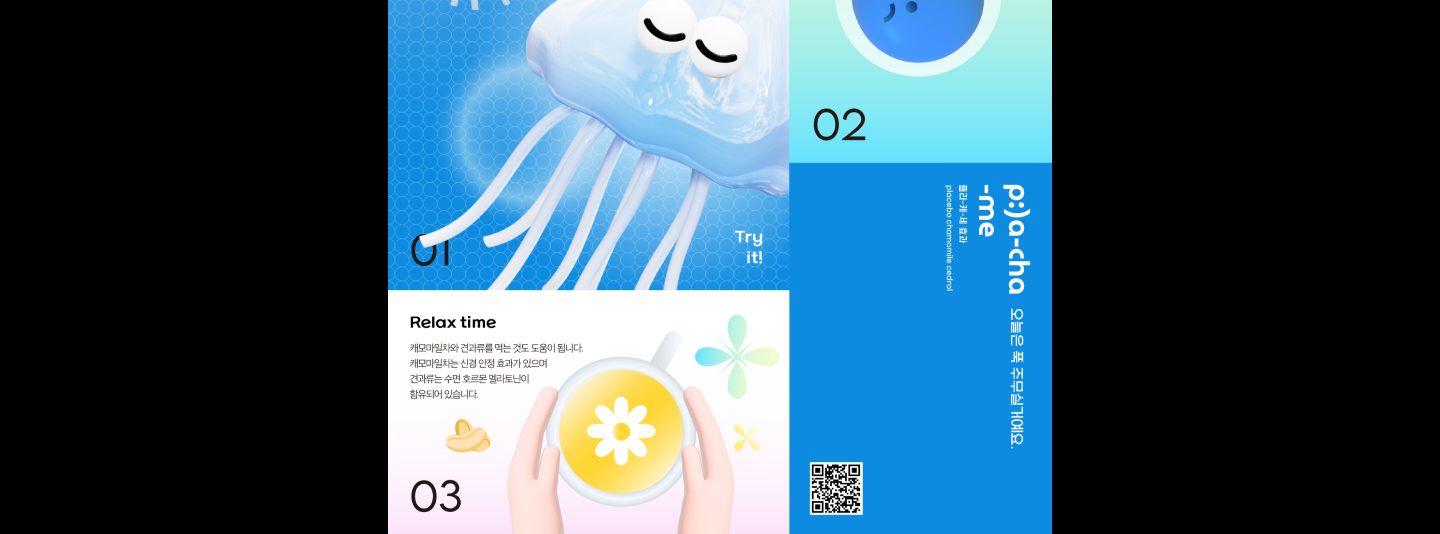 01
Try
it!
02
Relax time
캐모마일차와 견과류를 먹는 것도 도움이 됩니다.
캐모마일차는 신경 안정 효과가 있으며
견과류는 수면 호르몬 멜라토닌이
함유되어 있습니다.
03
p:)a-cha
-me
플라-캐-세 효과
placebo chamomile cedrol
오늘은 푹 주무실거예요.